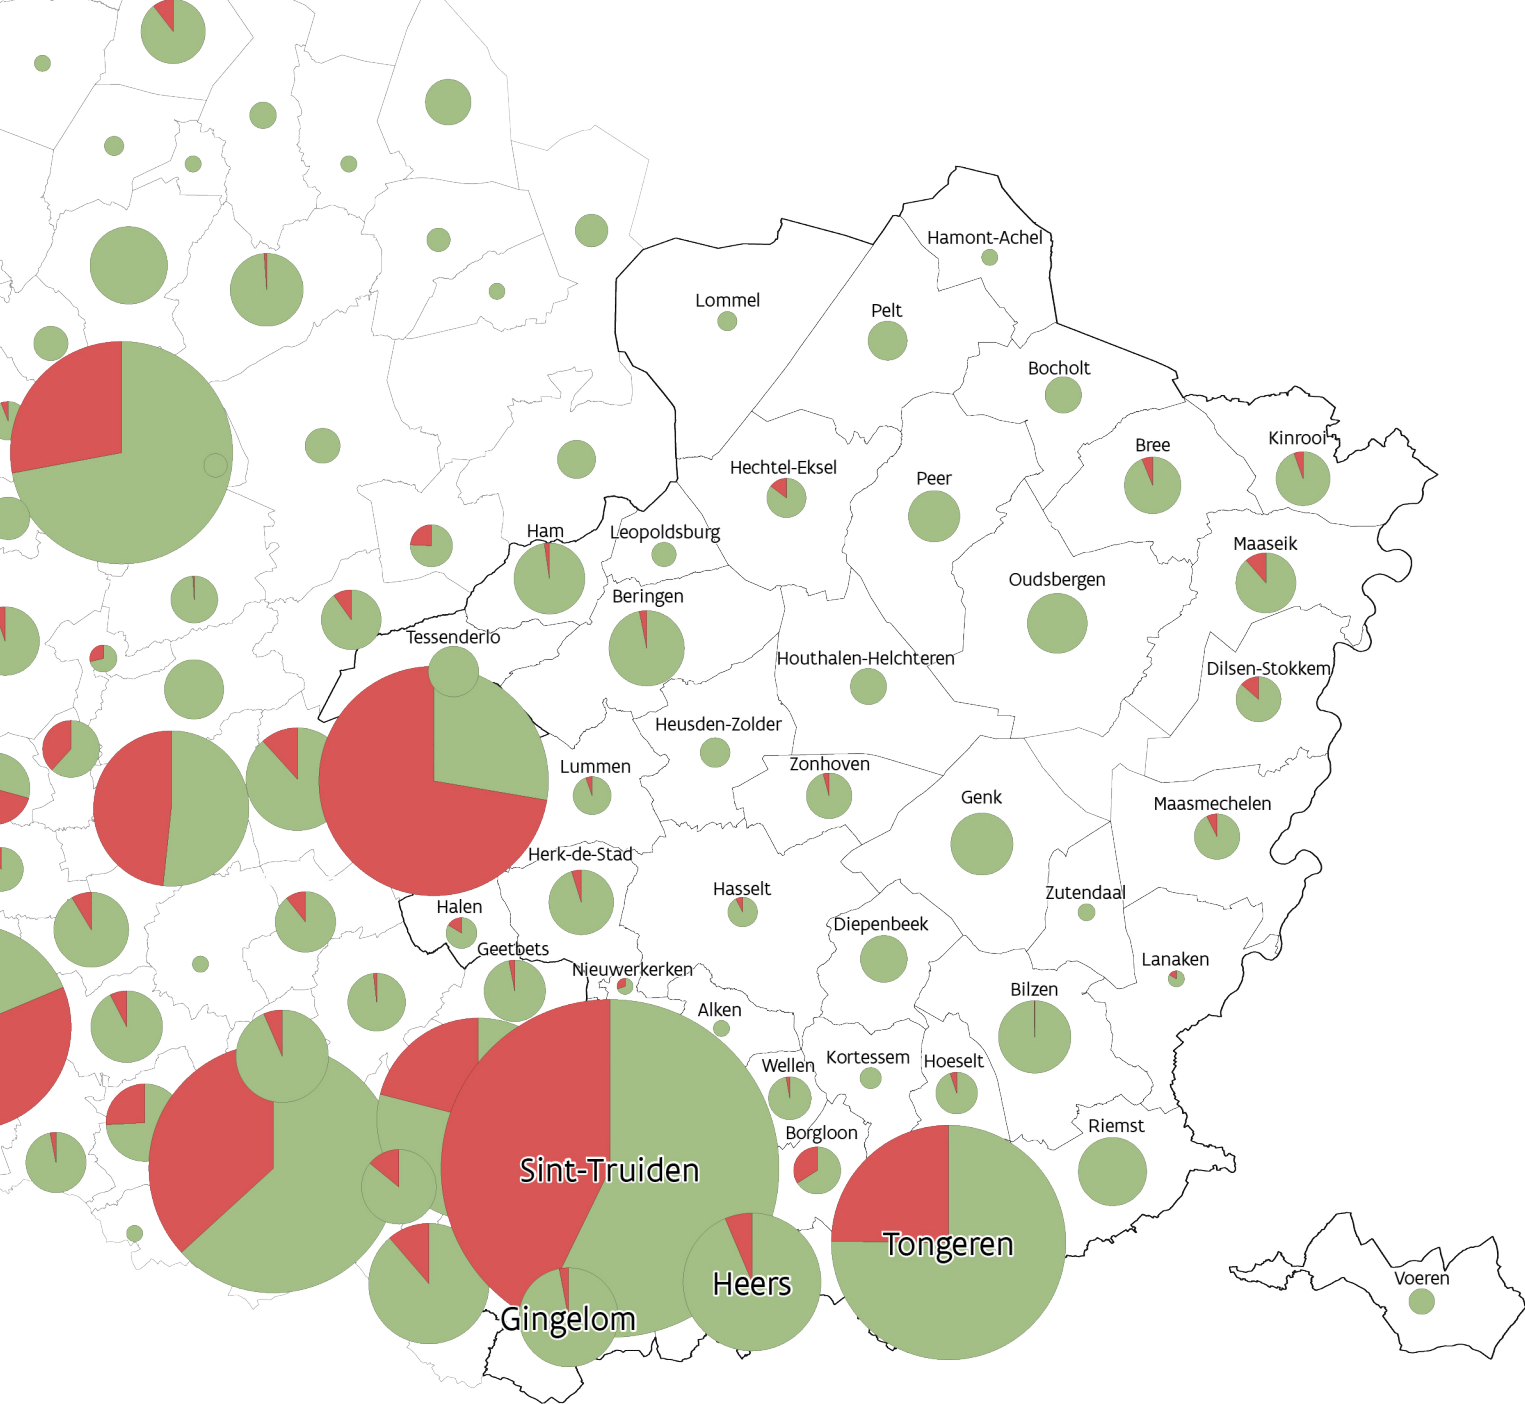 Hamont-Achel
Lommel
Pelt
Bocholt
Kinrooi
Bree
Hechtel-Eksel
Peer
Ham
Leopoldsburg
Maaseik
Oudsbergen
Beringen
Tessenderlo
Houthalen-Helchteren
Dilsen-Stokkem
Heusden-Zolder
Lummen
Zonhoven
Genk
Maasmechelen
Herk-de-Stad
Hasselt
Zutendaal
Halen
Diepenbeek
Geetbets
Lanaken
Nieuwerkerken
Bilzen
Alken
Kortessem
Hoeselt
Wellen
Riemst
Borgloon
Sint-Truiden
Tongeren
Voeren
Heers
Gingelom